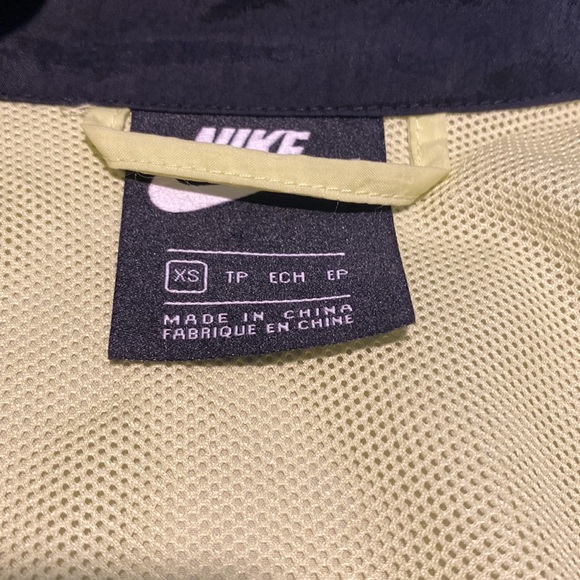 NIKE
XS TP ECH EP
MADE IN CHINA
FABRIQUE EN CHINE